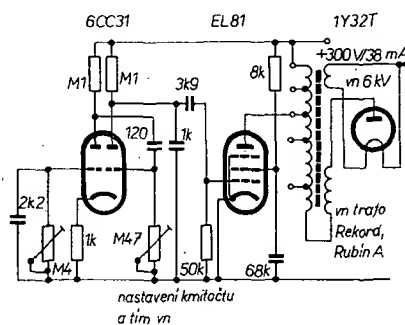 6CC31
EL81
1Y32T
M1
M1
3k9
8k
+300V/38 mA
vn 6 kV
120
1k
2k2
M4
1k
M47
50k
68k
vn trafo
Rekord,
Rubín A
nastavení kmitočtu
a tím vn